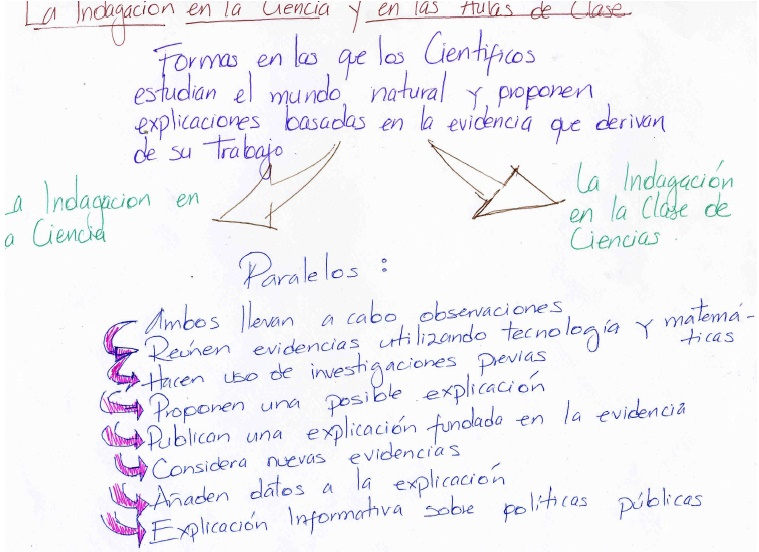 La Indagacion en la Ciencia y en las Aulas de Clase
Formas en las qe los Científicos
estudian el mundo natural y proponen
explicaciones basadas en la evidencia que derivan
de su Trabajo.
a Indagacion en
a Ciencia
La Indagación
en la Clase de
Ciencias.
Paralelos :
Ambos llevan a cabo observaciones
Reúnen evidencias utilizando tecnología y matemá-
ticas
Hacen uso de investigaciones previas
Proponen una posible explicación
Publican una explicación fundada en la evidencia
Considera nuevas evidencias
Añaden datos a la explicación
Explicación Informativa sobre políticas públicas